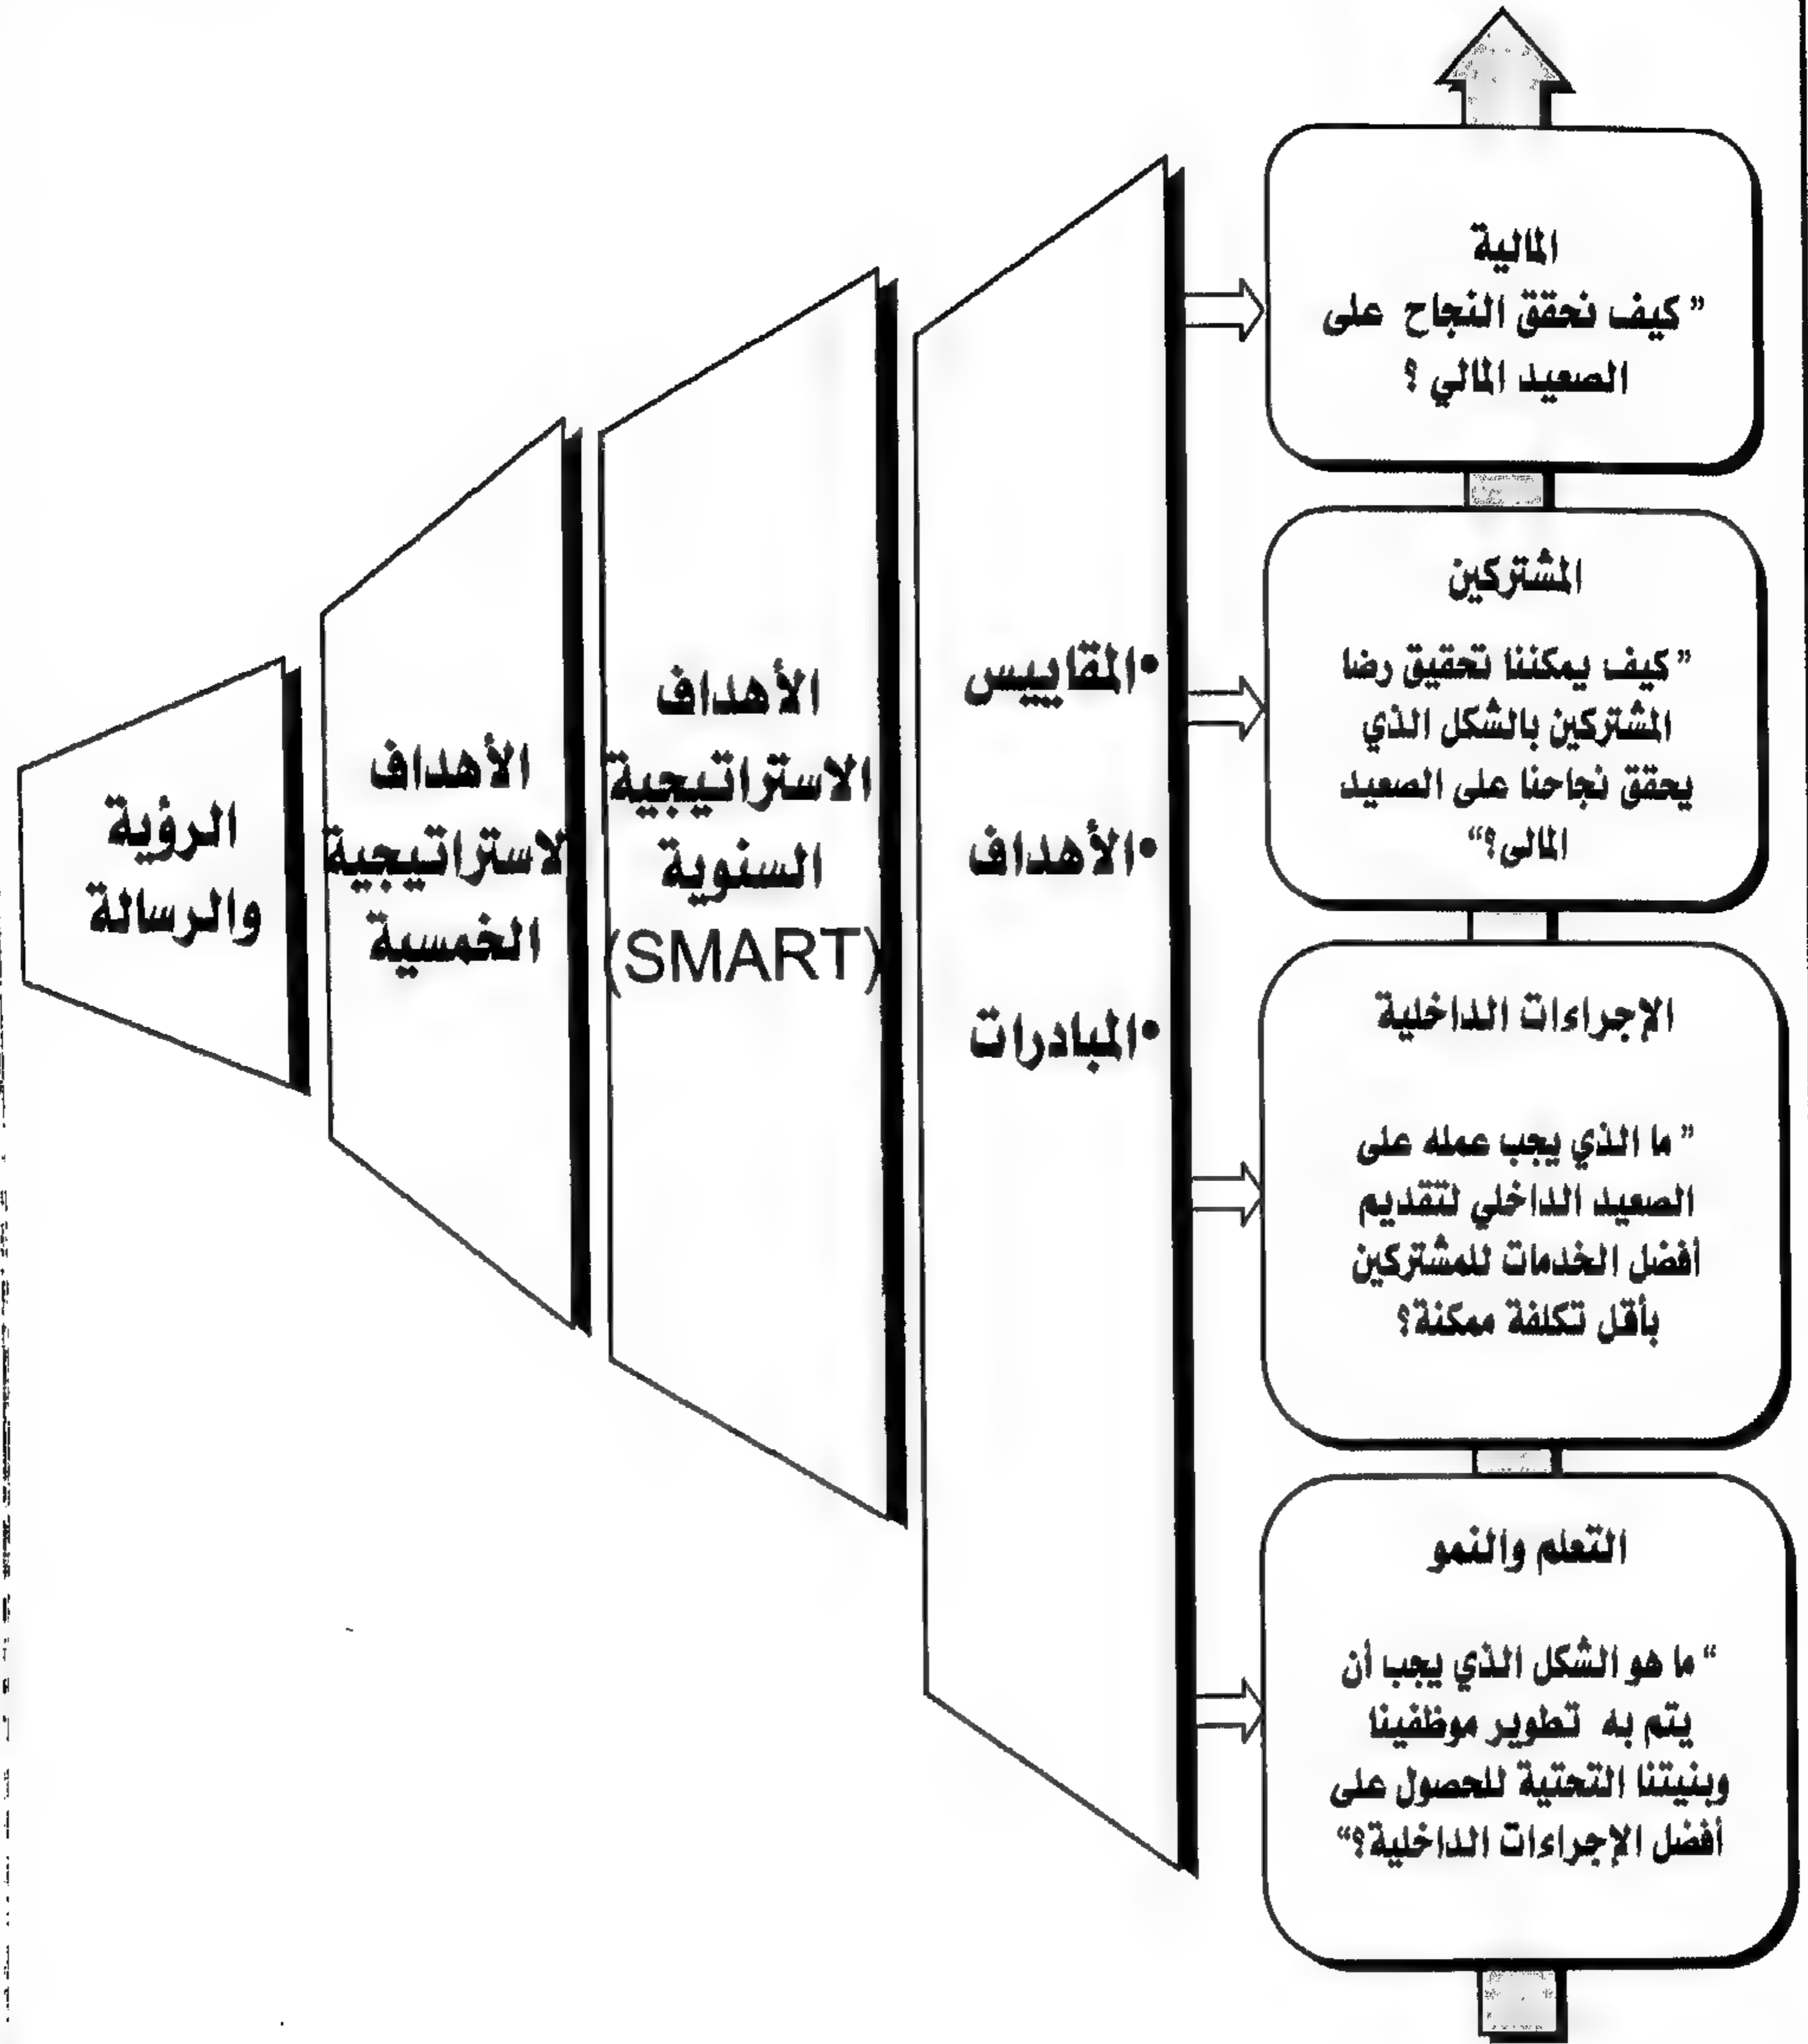 الرؤية
والرسالة
الأهداف
الاستراتيجية
الخمسية
الأهداف
الاستراتيجية
السنوية
(SMART)
•المقاييس
•الأهداف
•المبادرات
المالية
" كيف نحقق النجاح على
الصعيد المالي ؟
المشتركين
" كيف يمكننا تحقيق رضا
المشتركين بالشكل الذي
يحقق نجاحنا على الصعيد
المالي؟"
الإجراءات الداخلية
" ما الذي يجب عمله على
الصعيد الداخلي لتقديم
أفضل الخدمات للمشتركين
بأقل تكلفة ممكنة؟
التعلم والنمو
" ما هو الشكل الذي يجب أن
يتم به تطوير موظفينا
وبنيتنا التحتية للحصول على
أفضل الإجراءات الداخلية؟"